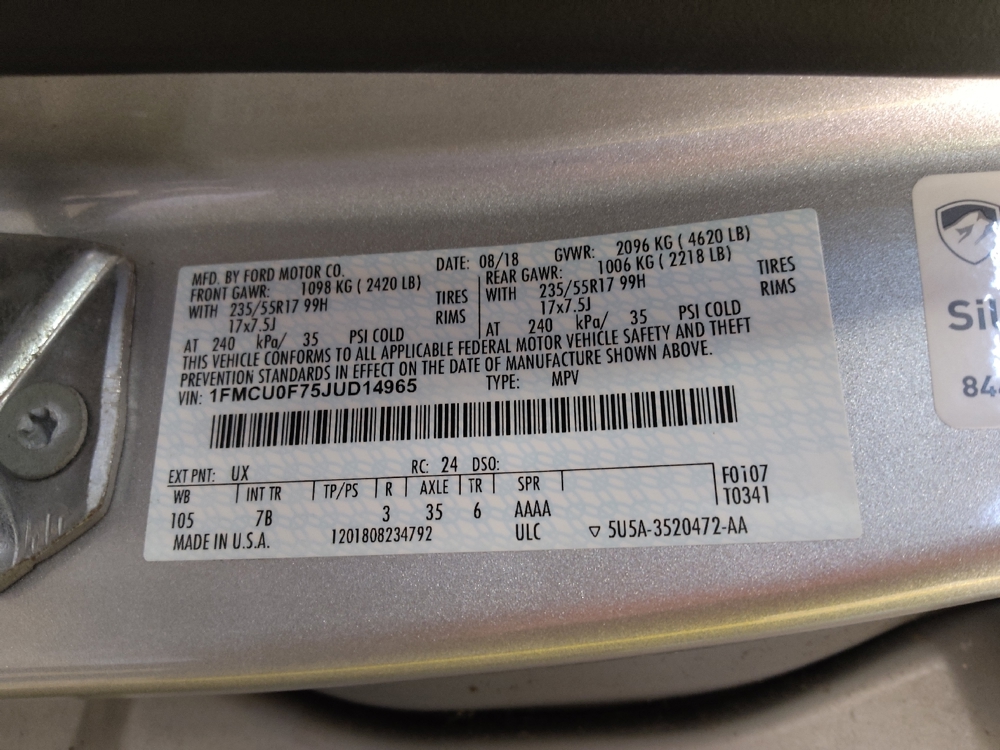 MFD. BY FORD MOTOR CO. DATE: 08/18 GVWR: 2096 KG ( 4620 LB)
FRONT GAWR: 1098 KG ( 2420 LB) REAR GAWR: 1006 KG ( 2218 LB)
WITH 235/55R17 99H TIRES WITH 235/55R17 99H TIRES
17x7.5J RIMS 17x7.5J RIMS
AT 240 kPa/ 35 PSI COLD AT 240 kPa/ 35 PSI COLD
THIS VEHICLE CONFORMS TO ALL APPLICABLE FEDERAL MOTOR VEHICLE SAFETY AND THEFT
PREVENTION STANDARDS IN EFFECT ON THE DATE OF MANUFACTURE SHOWN ABOVE.
VIN: 1FMCU0F75JUD14965 TYPE: MPV
EXT PNT: UX RC: 24 DSO:
WB INT TR TP/PS R AXLE TR SPR F0107
105 7B 3 35 6 AAAA T0341
MADE IN U.S.A. 1201808234792 ULC ▽ 5U5A-3520472-AA
Sil
84